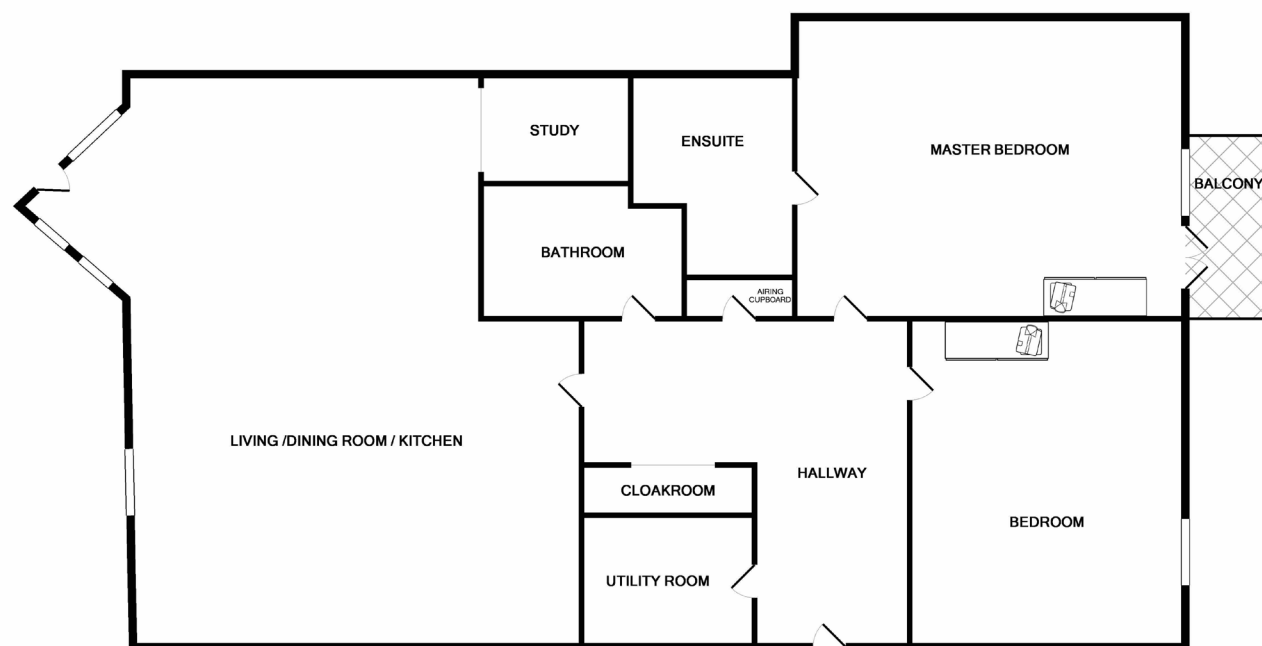 STUDY
ENSUITE
MASTER BEDROOM
BALCONY
BATHROOM
AIRING
CUPBOARD
LIVING /DINING ROOM / KITCHEN
CLOAKROOM
HALLWAY
BEDROOM
UTILITY ROOM